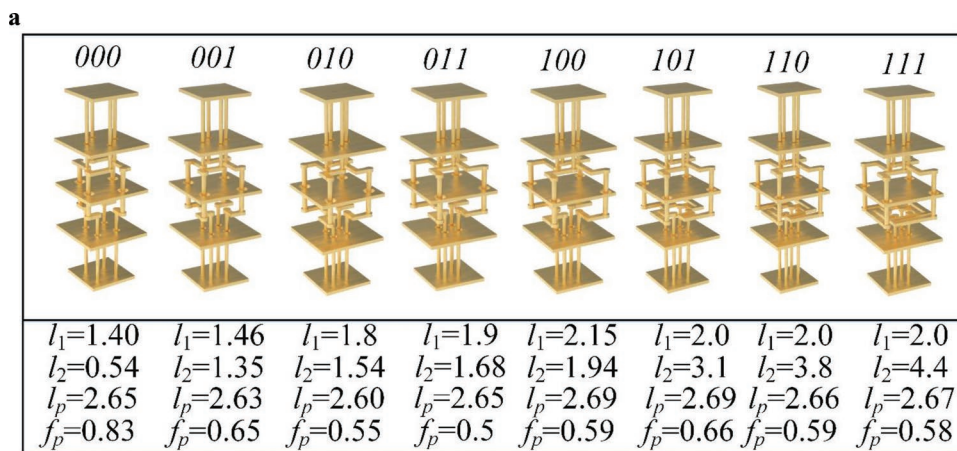 a
000 001 010 011 100 101 110 111
l₁=1.40 l₁=1.46 l₁=1.8 l₁=1.9 l₁=2.15 l₁=2.0 l₁=2.0 l₁=2.0
l₂=0.54 l₂=1.35 l₂=1.54 l₂=1.68 l₂=1.94 l₂=3.1 l₂=3.8 l₂=4.4
lₚ=2.65 lₚ=2.63 lₚ=2.60 lₚ=2.65 lₚ=2.69 lₚ=2.69 lₚ=2.66 lₚ=2.67
fₚ=0.83 fₚ=0.65 fₚ=0.55 fₚ=0.5 fₚ=0.59 fₚ=0.66 fₚ=0.59 fₚ=0.58